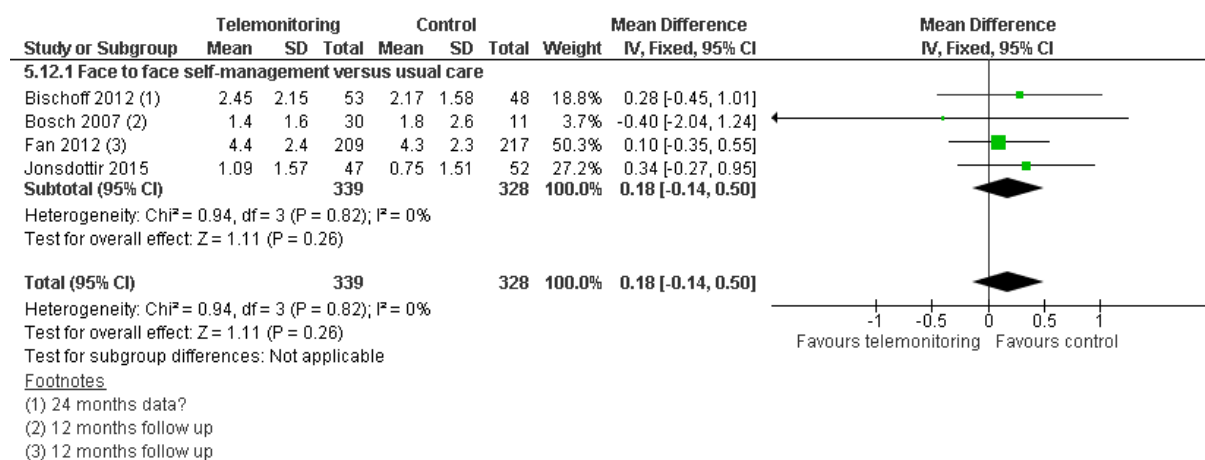 Telemonitoring Control Mean Difference Mean Difference
Study or Subgroup Mean SD Total Mean SD Total Weight IV, Fixed, 95% CI IV, Fixed, 95% CI
5.12.1 Face to face self-management versus usual care
Bischoff 2012 (1) 2.45 2.15 53 2.17 1.58 48 18.8% 0.28 [-0.45, 1.01]
Bosch 2007 (2) 1.4 1.6 30 1.8 2.6 11 3.7% -0.40 [-2.04, 1.24]
Fan 2012 (3) 4.4 2.4 209 4.3 2.3 217 50.3% 0.10 [-0.35, 0.55]
Jonsdottir 2015 1.09 1.57 47 0.75 1.51 52 27.2% 0.34 [-0.27, 0.95]
Subtotal (95% CI) 339 328 100.0% 0.18 [-0.14, 0.50]
Heterogeneity: Chi² = 0.94, df = 3 (P = 0.82); I² = 0%
Test for overall effect: Z = 1.11 (P = 0.26)
Total (95% CI) 339 328 100.0% 0.18 [-0.14, 0.50]
Heterogeneity: Chi² = 0.94, df = 3 (P = 0.82); I² = 0%
Test for overall effect: Z = 1.11 (P = 0.26)
Test for subgroup differences: Not applicable
-1 -0.5 0 0.5 1
Favours telemonitoring Favours control
Footnotes
(1) 24 months data?
(2) 12 months follow up
(3) 12 months follow up